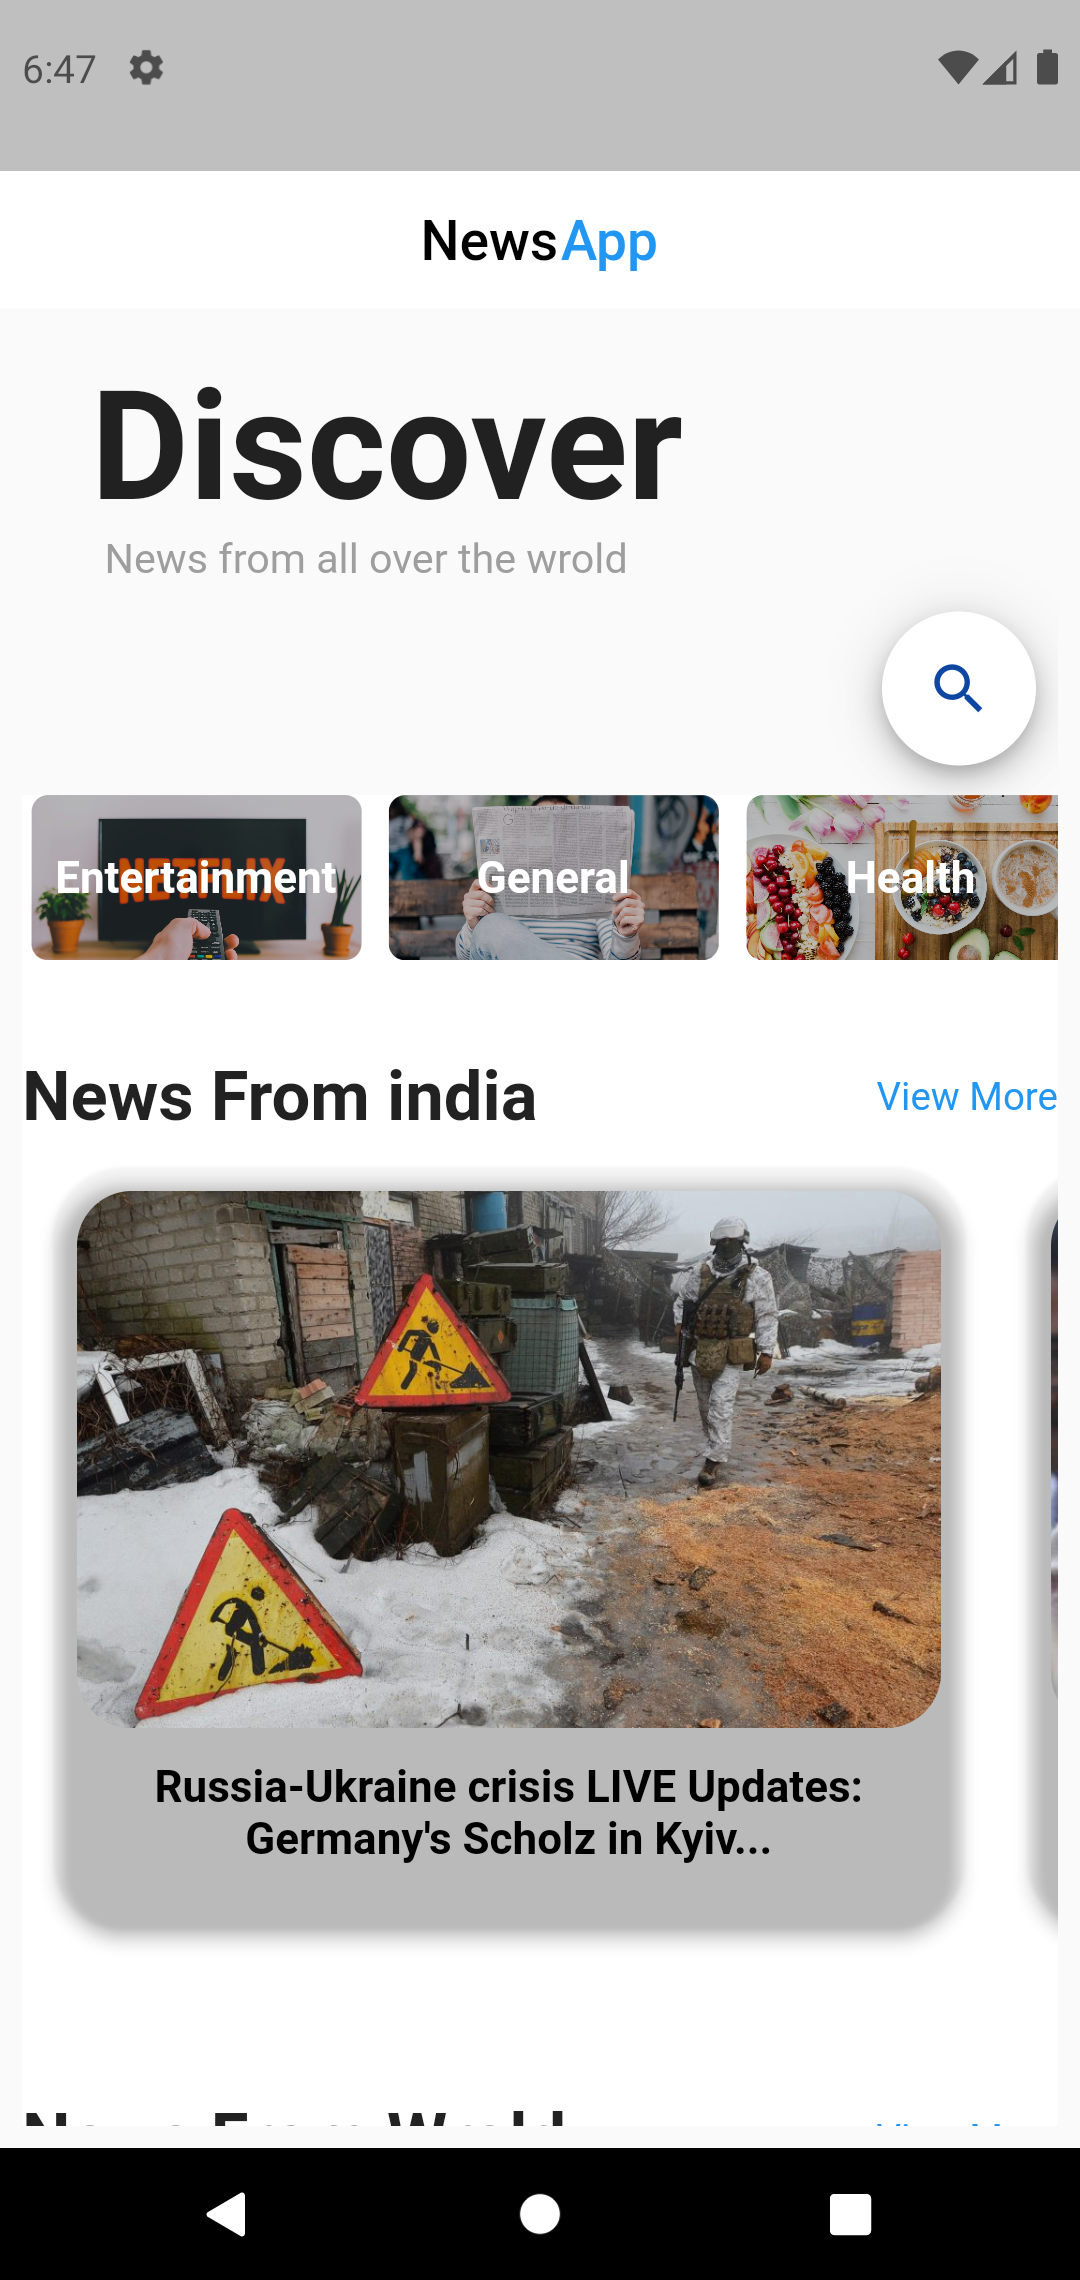 6:47
NewsApp
Discover
News from all over the wrold
NETFLIX
Entertainment
General
Health
News From india
View More
Russia-Ukraine crisis LIVE Updates:
Germany's Scholz in Kyiv...